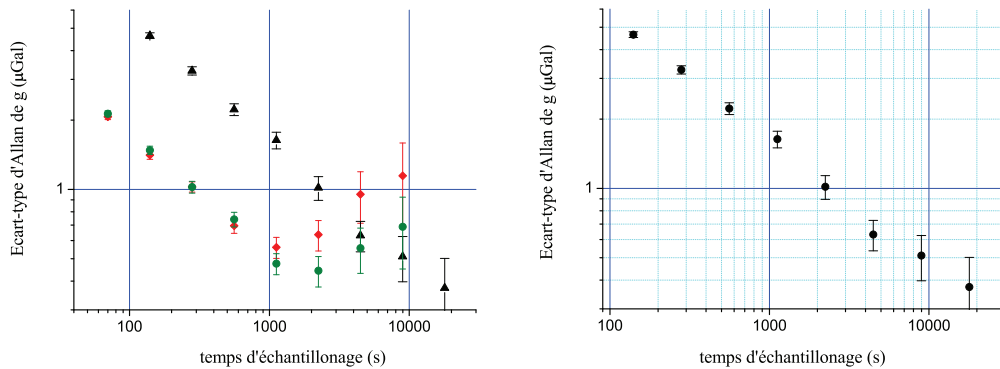 Ecart-type d'Allan de g (µGal)
1
100
1000
10000
temps d'échantillonage (s)
Ecart-type d'Allan de g (µGal)
1
100
1000
10000
temps d'échantillonage (s)